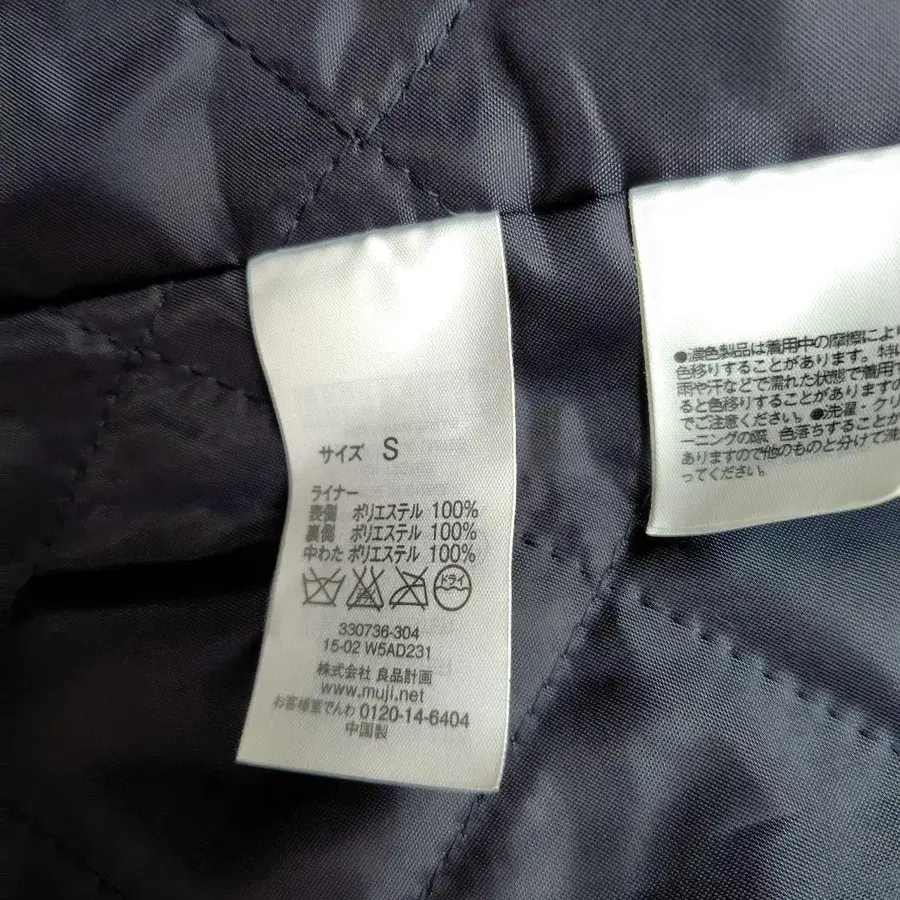 サイズ S
ライナー
表側 ポリエステル 100%
裏側 ポリエステル 100%
中わた ポリエステル 100%
ドライ
330736-304
15-02 W5AD231
株式会社 良品計画
www.muji.net
お客様室でんわ 0120-14-6404
中国製
●濃色製品は着用中の摩擦によ
色移りすることがあります。特に
雨や汗などで濡れた状態で着用す
ると色移りすることがありますの
でご注意ください。●洗濯・クリ
ーニングの際、色落ちすることが
ありますので他のものと分けて洗
ってください。